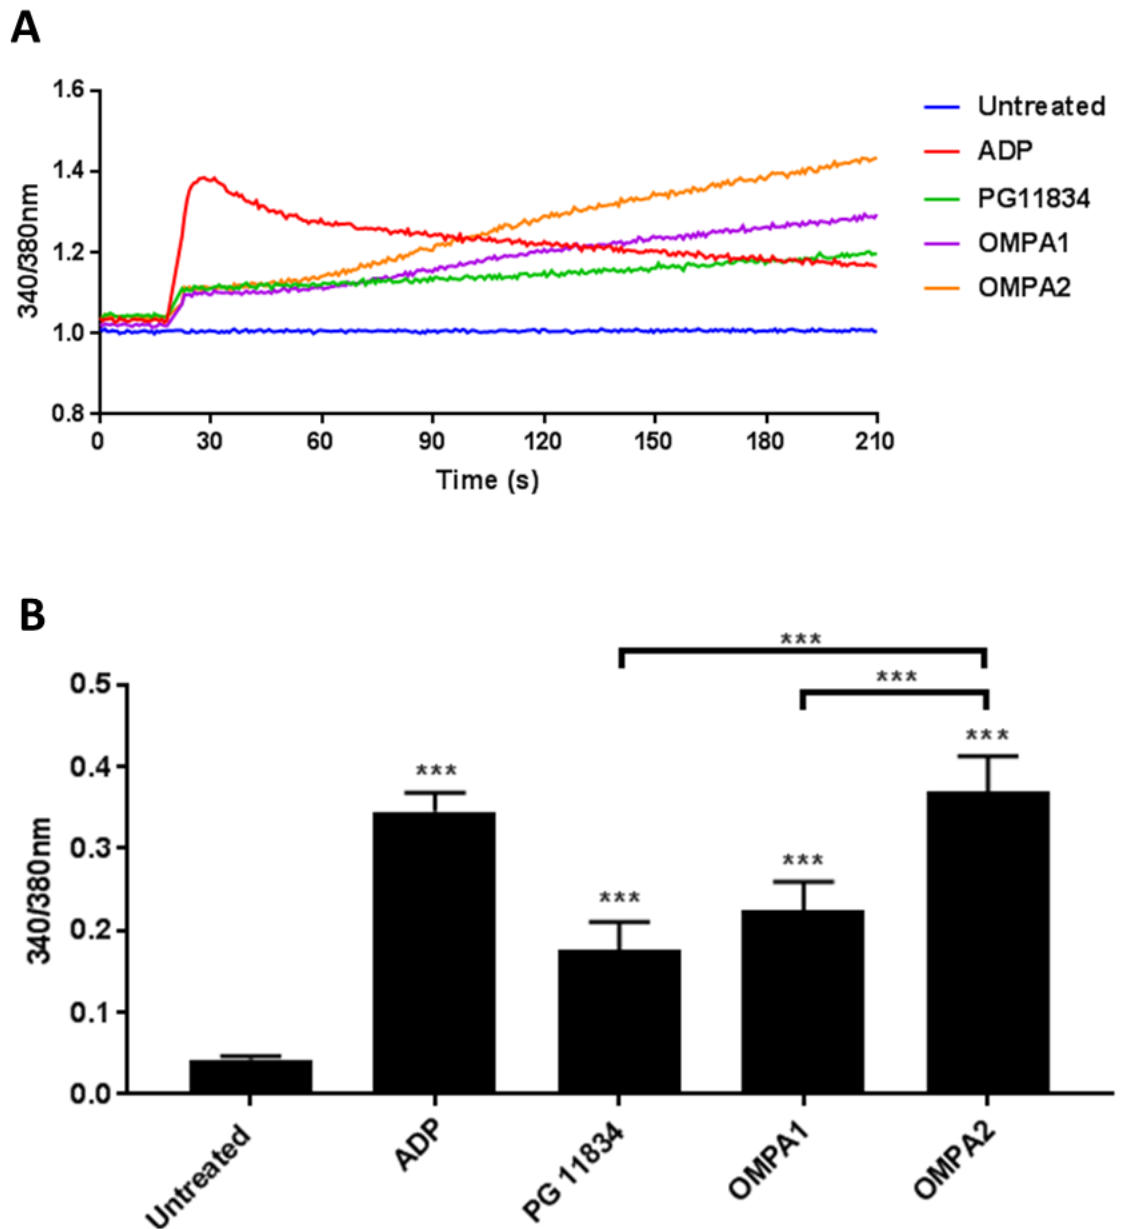 A
1.6
1.4
1.2
1.0
0.8
340/380nm
0 30 60 90 120 150 180 210
Time (s)
Untreated
ADP
PG11834
OMPA1
OMPA2
B
***
***
***
***
***
***
0.5
0.4
0.3
0.2
0.1
0.0
340/380nm
Untreated
ADP
PG 11834
OMPA1
OMPA2